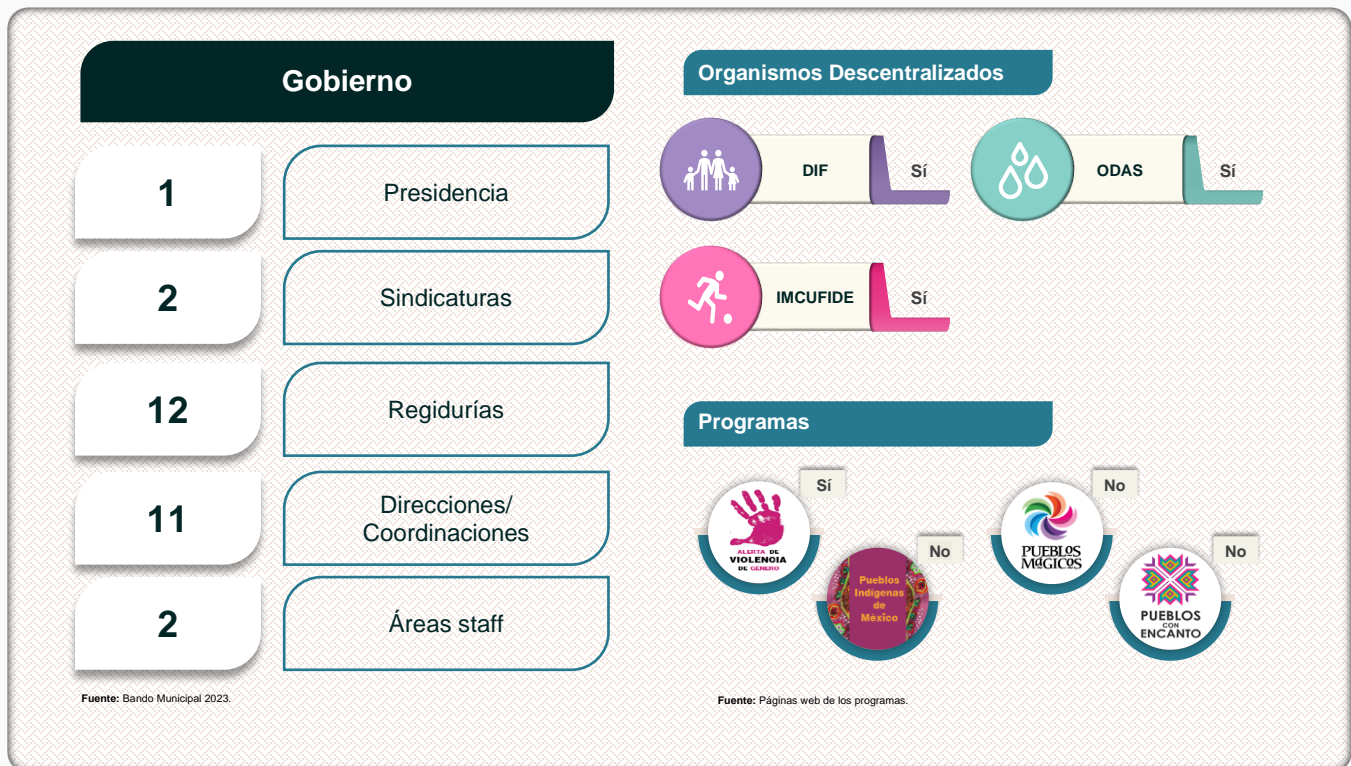 Gobierno
1
Presidencia
2
Sindicaturas
12
Regidurías
11
Direcciones/
Coordinaciones
2
Áreas staff
Fuente: Bando Municipal 2023.
Organismos Descentralizados
DIF
Sí
ODAS
Sí
IMCUFIDE
Sí
Programas
Sí
ALERTA DE
VIOLENCIA
DE GENERO
No
Pueblos
Indígenas
de
México
No
PUEBLOS
MáGICOS
No
PUEBLOS
CON
ENCANTO
Fuente: Páginas web de los programas.